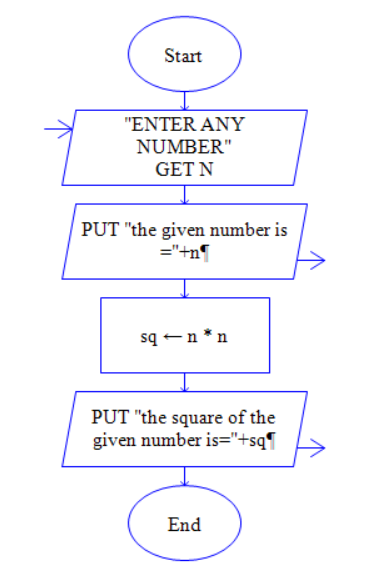 Start
"ENTER ANY
NUMBER"
GET N
PUT "the given number is
="+n¶
sq ← n * n
PUT "the square of the
given number is="+sq¶
End